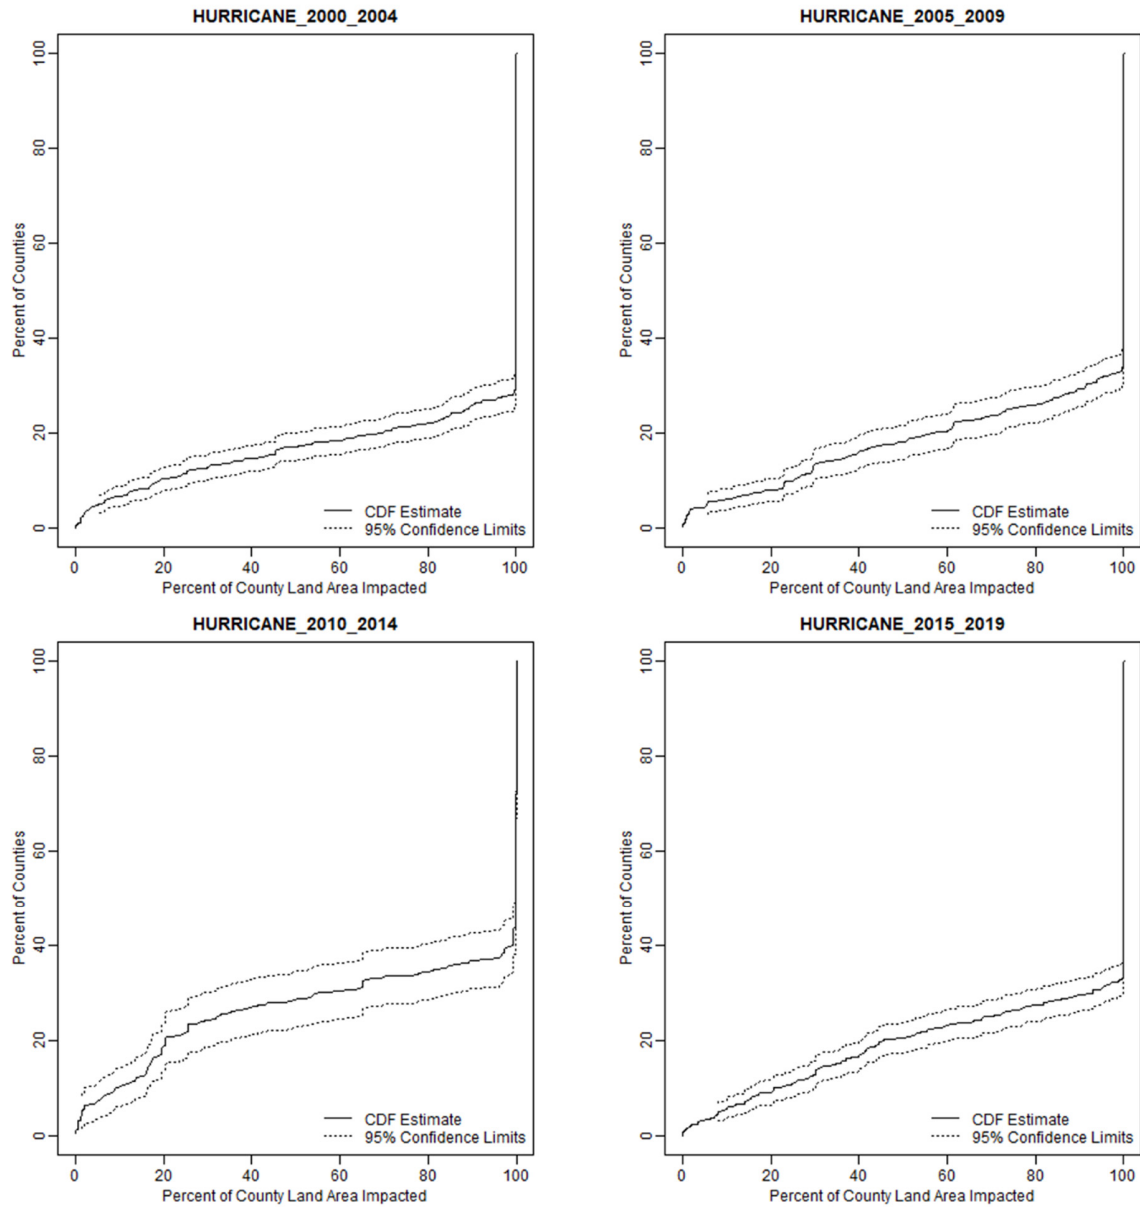 HURRICANE_2000_2004
100
80
60
40
20
0
Percent of Counties
CDF Estimate
95% Confidence Limits
0 20 40 60 80 100
Percent of County Land Area Impacted
HURRICANE_2005_2009
100
80
60
40
20
0
Percent of Counties
CDF Estimate
95% Confidence Limits
0 20 40 60 80 100
Percent of County Land Area Impacted
HURRICANE_2010_2014
100
80
60
40
20
0
Percent of Counties
CDF Estimate
95% Confidence Limits
0 20 40 60 80 100
Percent of County Land Area Impacted
HURRICANE_2015_2019
100
80
60
40
20
0
Percent of Counties
CDF Estimate
95% Confidence Limits
0 20 40 60 80 100
Percent of County Land Area Impacted